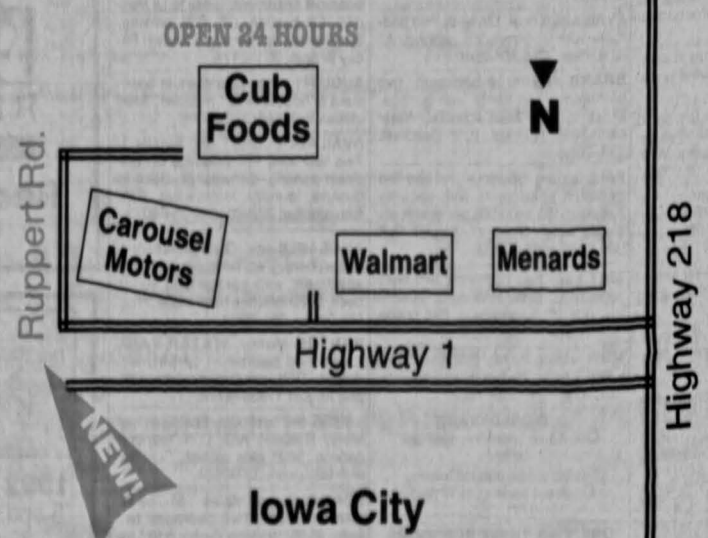 OPEN 24 HOURS
Cub
Foods
N
Ruppert Rd.
Carousel
Motors
Walmart
Menards
Highway 218
Highway 1
NEW!
Iowa City